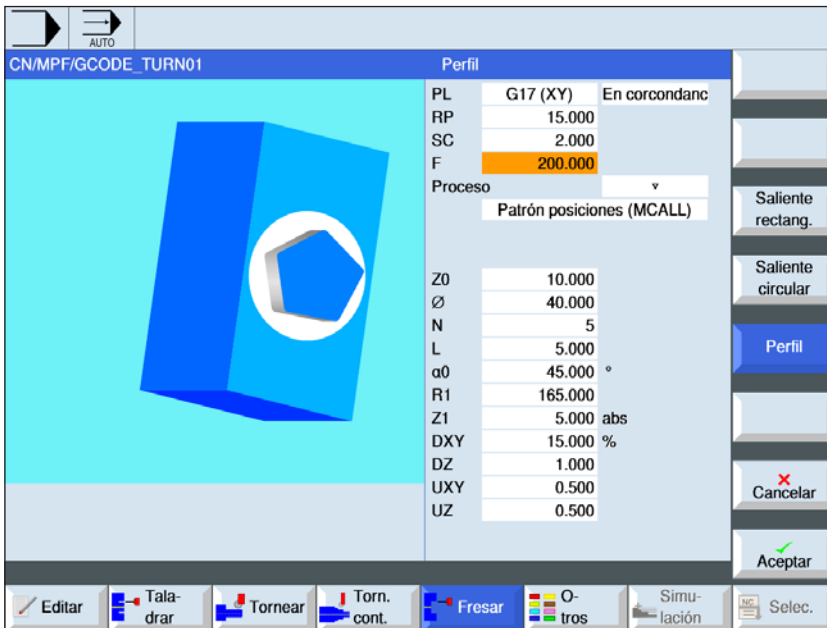 AUTO
CN/MPF/GCODE_TURN01
Perfil
PL G17 (XY) En corcondanc
RP 15.000
SC 2.000
F 200.000
Proceso ▿
Patrón posiciones (MCALL)
Z0 10.000
Ø 40.000
N 5
L 5.000
α0 45.000 °
R1 165.000
Z1 5.000 abs
DXY 15.000 %
DZ 1.000
UXY 0.500
UZ 0.500
Saliente
rectang.
Saliente
circular
Perfil
Cancelar
Aceptar
Editar
Tala-
drar
Tornear
Torn.
cont.
Fresar
O-
tros
Simu-
lación
NC
Selec.